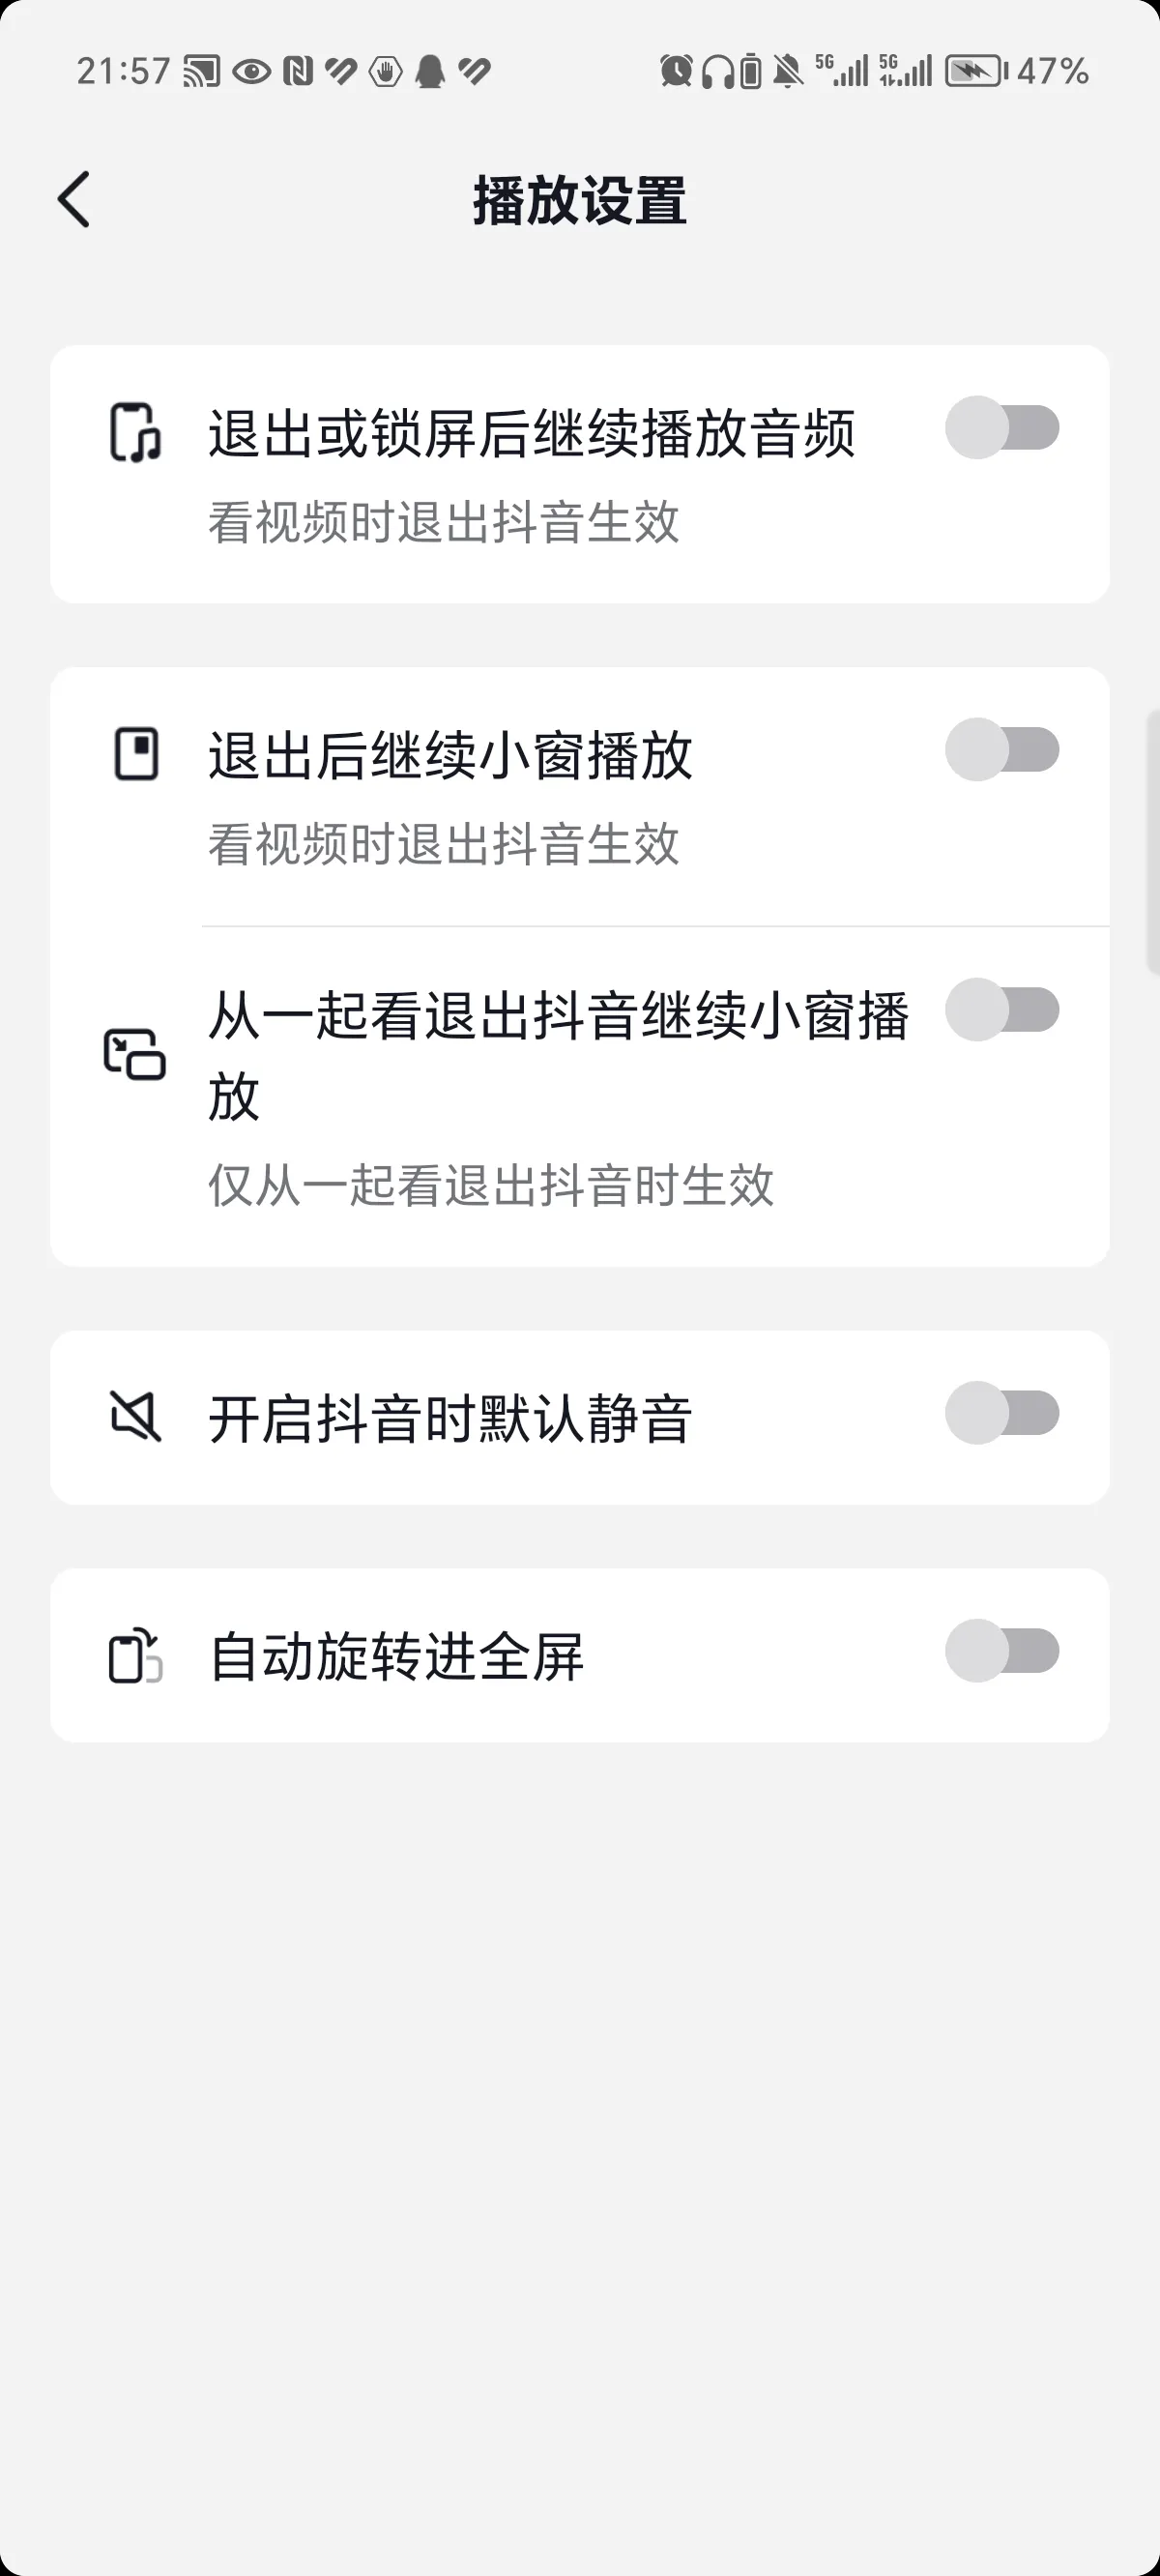 21:57 5G 5G 47%
播放设置
退出或锁屏后继续播放音频
看视频时退出抖音生效
退出后继续小窗播放
看视频时退出抖音生效
从一起看退出抖音继续小窗播
放
仅从一起看退出抖音时生效
开启抖音时默认静音
自动旋转进全屏